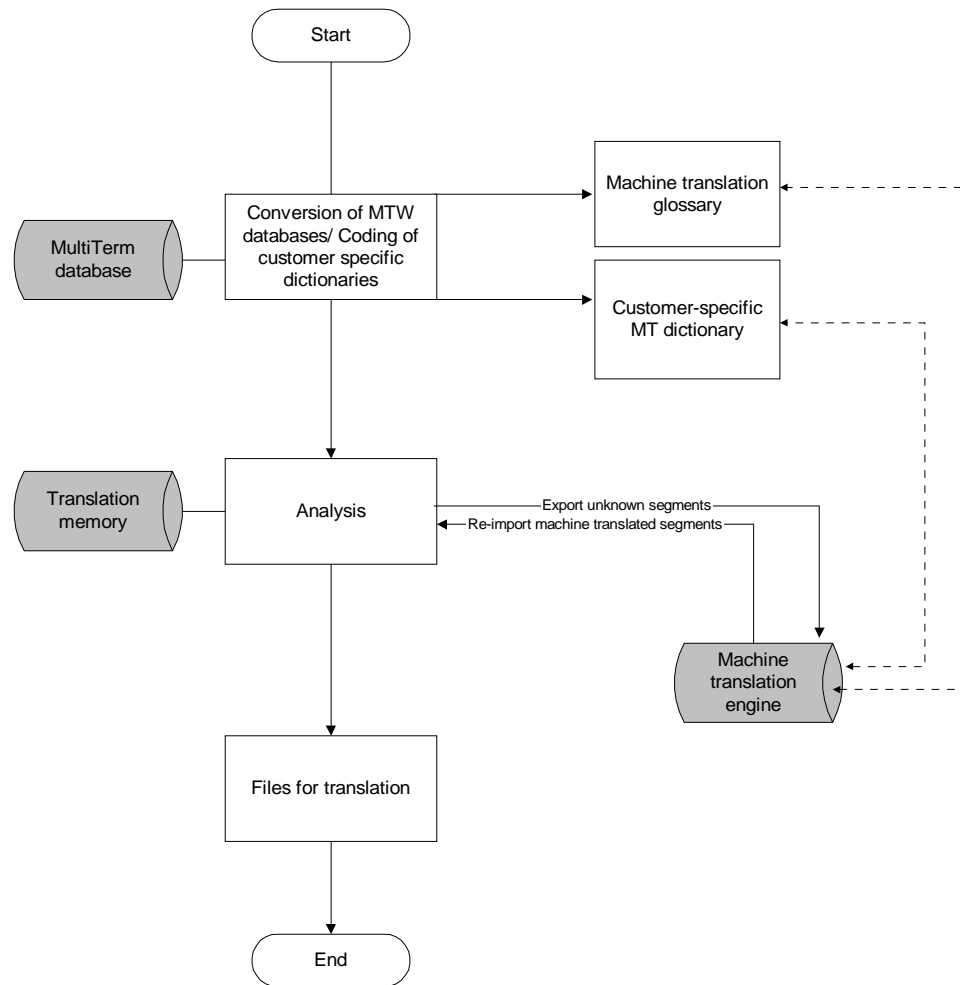 Start
Machine translation
glossary
Conversion of MTW
databases/ Coding of
customer specific
dictionaries
MultiTerm
database
Customer-specific
MT dictionary
Translation
memory
Analysis
Export unknown segments
Re-import machine translated segments
Machine
translation
engine
Files for translation
End